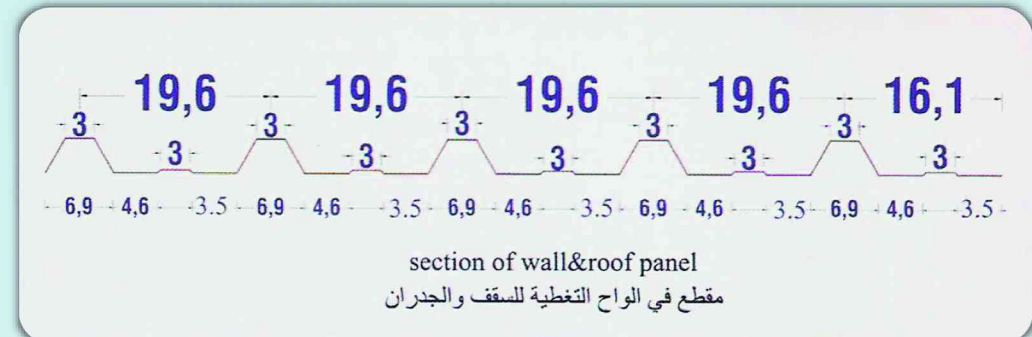 19,6 19,6 19,6 19,6 16,1
3 3 3 3 3
3 3 3 3 3
6,9 4,6 3.5 6,9 4,6 3.5 6,9 4,6 3.5 6,9 4,6 3.5 6,9 4,6 3.5
section of wall&roof panel
مقطع في الواح التغطية للسقف والجدران